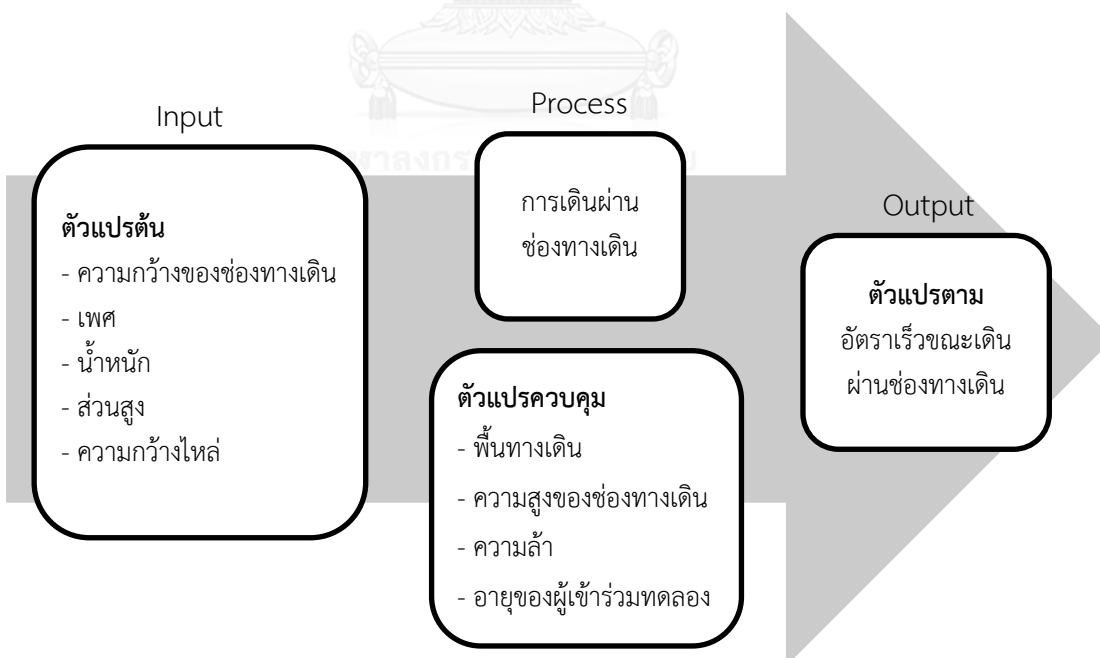 Input
ตัวแปรต้น
- ความกว้างของช่องทางเดิน
- เพศ
- น้ำหนัก
- ส่วนสูง
- ความกว้างไหล่
Process
การเดินผ่าน
ช่องทางเดิน
ตัวแปรควบคุม
- พื้นทางเดิน
- ความสูงของช่องทางเดิน
- ความล้า
- อายุของผู้เข้าร่วมทดลอง
Output
ตัวแปรตาม
อัตราเร็วขณะเดิน
ผ่านช่องทางเดิน